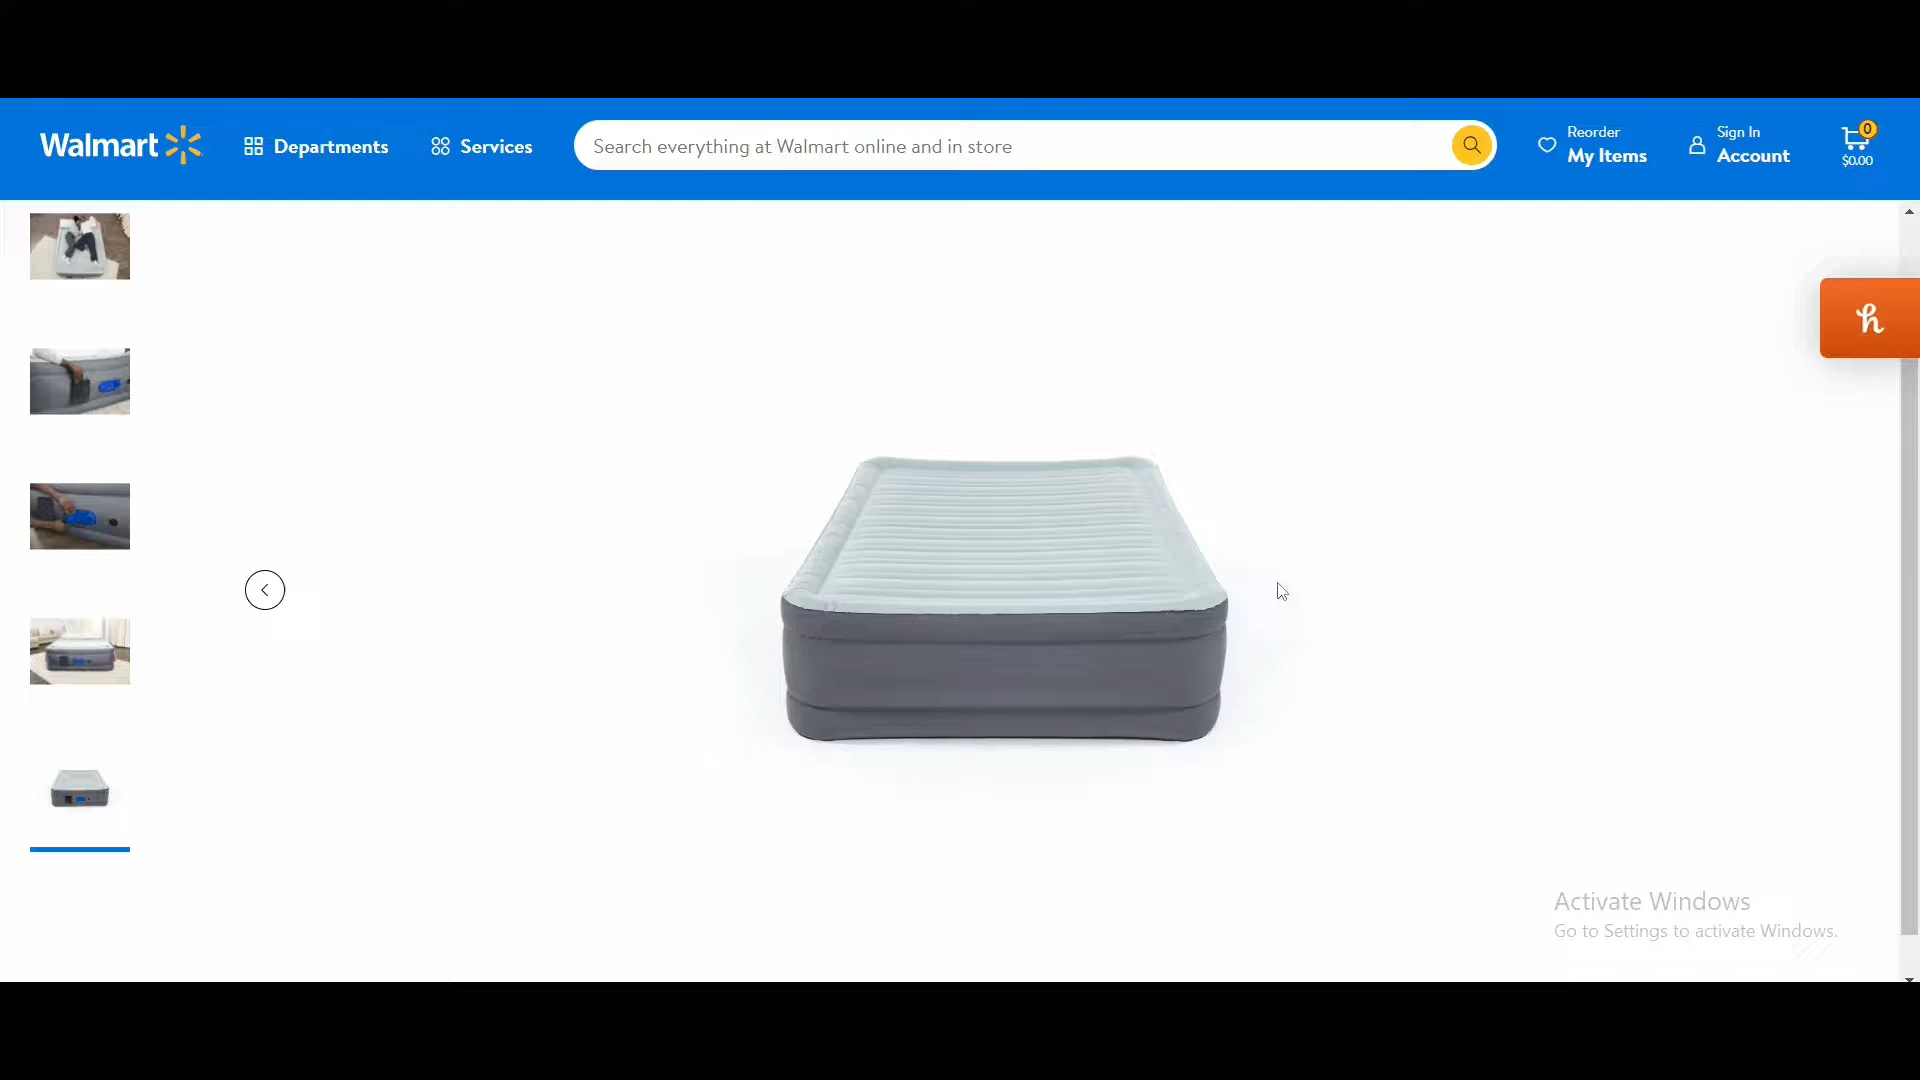 Walmart
Departments
Services
Search everything at Walmart online and in store
Reorder
My Items
Sign In
Account
0
$0.00
h
Activate Windows
Go to Settings to activate Windows.